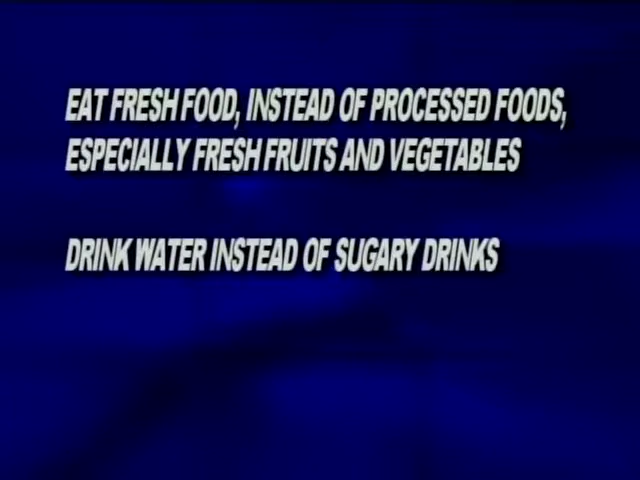 EAT FRESH FOOD, INSTEAD OF PROCESSED FOODS,
ESPECIALLY FRESH FRUITS AND VEGETABLES
DRINK WATER INSTEAD OF SUGARY DRINKS